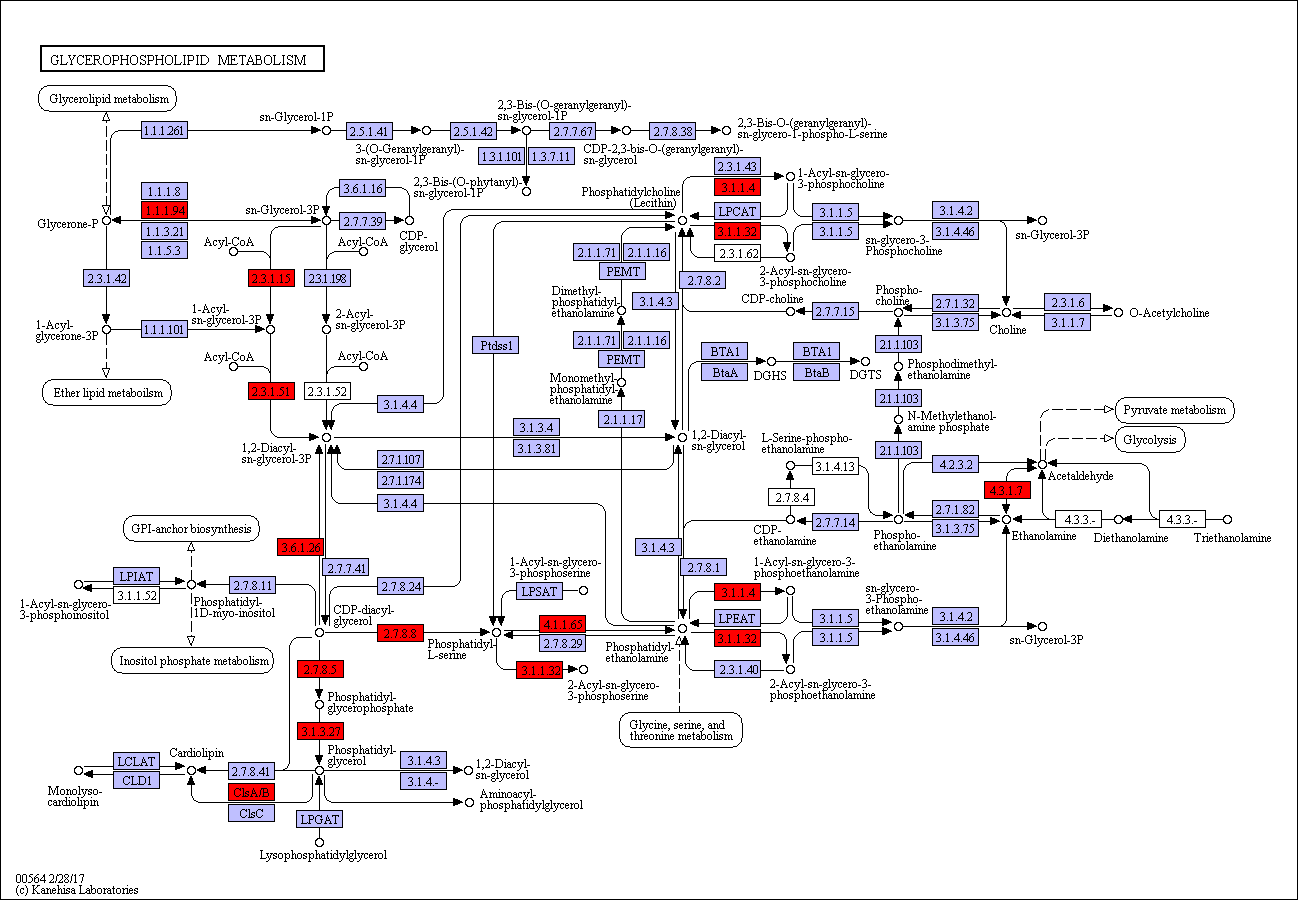 GLYCEROPHOSPHOLIPID METABOLISM
Glycerolipid metabolism
1.1.1.261
sn-Glycerol-1P
2.5.1.41
3-(O-Geranylgeranyl)-
sn-glycerol-1P
2.5.1.42
2,3-Bis-(O-geranylgeranyl)-
sn-glycerol-1P
2.7.7.67
CDP-2,3-bis-O-(geranylgeranyl)-
sn-glycerol
2.7.8.38
2,3-Bis-O-(geranylgeranyl)-
sn-glycero-1-phospho-L-serine
1.3.1.101
1.3.7.11
2,3-Bis-(O-phytanyl)-
sn-glycerol-1P
1.1.1.8
1.1.1.94
1.1.3.21
1.1.5.3
Glycerone-P
sn-Glycerol-3P
3.6.1.16
2.7.7.39
CDP-
glycerol
Acyl-CoA
Acyl-CoA
2.3.1.42
2.3.1.15
2.3.1.198
1-Acyl-
glycerone-3P
1.1.1.101
1-Acyl-
sn-glycerol-3P
2-Acyl-
sn-glycerol-3P
Acyl-CoA
Acyl-CoA
Ether lipid metaboilsm
2.3.1.51
2.3.1.52
3.1.4.4
1,2-Diacyl-
sn-glycerol-3P
3.1.3.4
3.1.3.81
1,2-Diacyl-
sn-glycerol
2.7.1.107
2.7.1.174
3.1.4.4
Phosphatidylcholine
(Lecithin)
2.3.1.43
3.1.1.4
LPCAT
3.1.1.32
2.3.1.62
1-Acyl-sn-glycero-
3-phosphocholine
2-Acyl-sn-glycero-
3-phosphocholine
3.1.1.5
3.1.1.5
sn-glycero-3-
Phosphocholine
3.1.4.2
3.1.4.46
sn-Glycerol-3P
2.1.1.71
2.1.1.16
PEMT
Dimethyl-
phosphatidyl-
ethanolamine
3.1.4.3
2.7.8.2
CDP-choline
2.7.7.15
Phospho-
choline
2.7.1.32
3.1.3.75
Choline
2.3.1.6
3.1.1.7
O-Acetylcholine
Ptdss1
2.1.1.71
2.1.1.16
PEMT
Monomethyl-
phosphatidyl-
ethanolamine
2.1.1.17
BTA1
BtaA
DGHS
BTA1
BtaB
DGTS
2.1.1.103
Phosphodimethyl-
ethanolamine
2.1.1.103
N-Methylethanol-
amine phosphate
2.1.1.103
Pyruvate metabolism
Glycolysis
L-Serine-phospho-
ethanolamine
3.1.4.13
2.7.8.4
4.2.3.2
Acetaldehyde
4.3.1.7
CDP-
ethanolamine
2.7.7.14
Phospho-
ethanolamine
2.7.1.82
3.1.3.75
Ethanolamine
4.3.3.-
Diethanolamine
4.3.3.-
Triethanolamine
GPI-anchor biosynthesis
3.6.1.26
2.7.7.41
3.1.4.3
2.7.8.1
LPIAT
3.1.1.52
1-Acyl-sn-glycero-
3-phosphoinositol
Phosphatidyl-
1D-myo-inositol
2.7.8.11
2.7.8.24
CDP-diacyl-
glycerol
2.7.8.8
Phosphatidyl-
L-serine
1-Acyl-sn-glycero-
3-phosphoserine
LPSAT
4.1.1.65
2.7.8.29
3.1.1.32
2-Acyl-sn-glycero-
3-phosphoserine
Phosphatidyl-
ethanolamine
1-Acyl-sn-glycero-3-
phosphoethanolamine
3.1.1.4
LPEAT
3.1.1.32
2.3.1.40
2-Acyl-sn-glycero-3-
phosphoethanolamine
3.1.1.5
3.1.1.5
sn-glycero-
3-Phospho-
ethanolamine
3.1.4.2
3.1.4.46
sn-Glycerol-3P
Inositol phosphate metabolism
2.7.8.5
Phosphatidyl-
glycerophosphate
3.1.3.27
Phosphatidyl-
glycerol
Glycine, serine, and
threonine metabolism
LCLAT
CLD1
Monolyso-
cardiolipin
Cardiolipin
2.7.8.41
ClsA/B
ClsC
3.1.4.3
3.1.4.-
1,2-Diacyl-
sn-glycerol
Aminoacyl-
phosphatidylglycerol
LPGAT
Lysophosphatidylglycerol
00564 2/28/17
(c) Kanehisa Laboratories